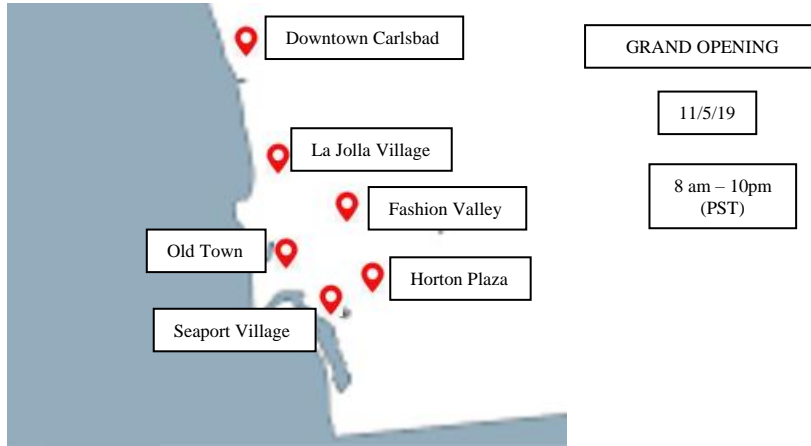 Downtown Carlsbad
GRAND OPENING
11/5/19
La Jolla Village
8 am – 10pm
(PST)
Fashion Valley
Old Town
Horton Plaza
Seaport Village